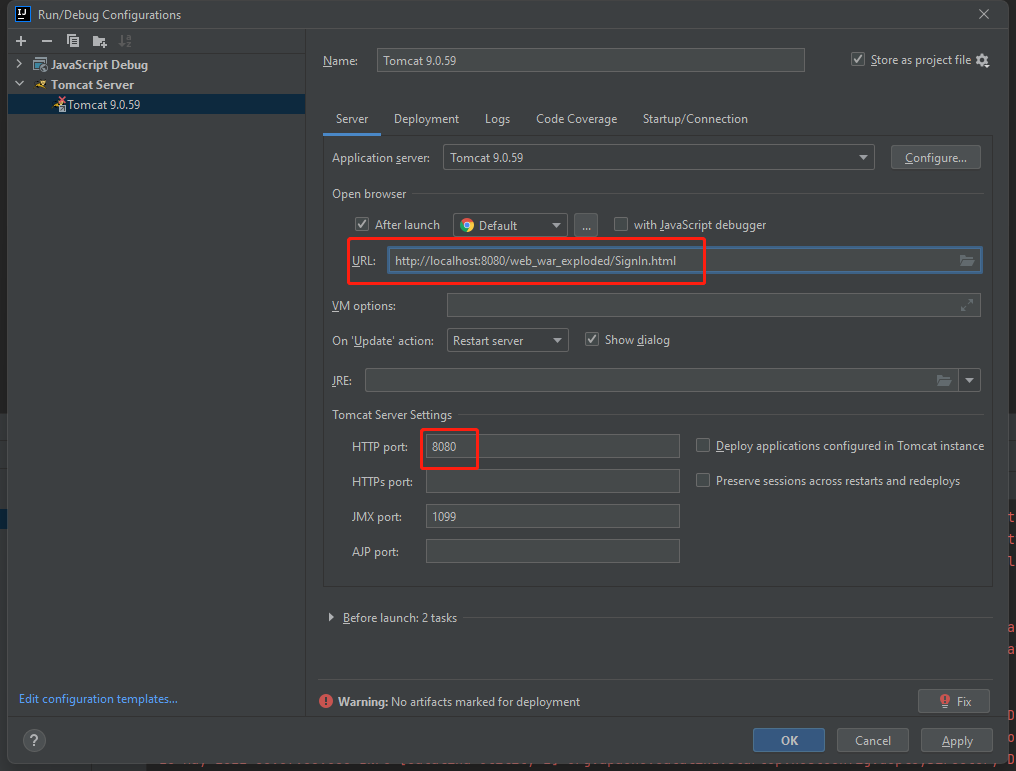 Run/Debug Configurations
JavaScript Debug
Tomcat Server
Tomcat 9.0.59
Edit configuration templates...
?
Name: Tomcat 9.0.59
Store as project file
Server Deployment Logs Code Coverage Startup/Connection
Application server: Tomcat 9.0.59 Configure...
Open browser
After launch Default ... with JavaScript debugger
URL: http://localhost:8080/web_war_exploded/SignIn.html
VM options:
On 'Update' action: Restart server Show dialog
JRE:
Tomcat Server Settings
HTTP port: 8080 Deploy applications configured in Tomcat instance
HTTPs port: Preserve sessions across restarts and redeploys
JMX port: 1099
AJP port:
Before launch: 2 tasks
Warning: No artifacts marked for deployment Fix
OK Cancel Apply